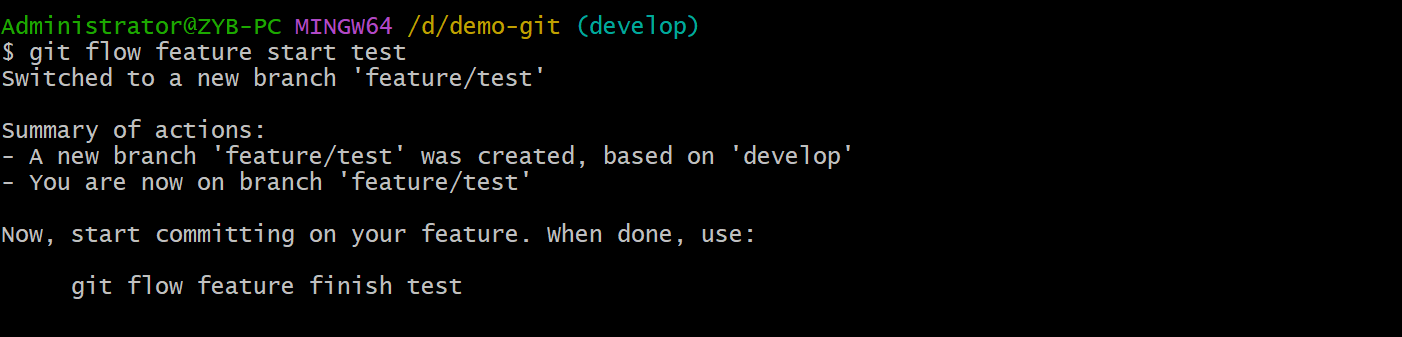 Administrator@ZYB-PC MINGW64 /d/demo-git (develop)
$ git flow feature start test
Switched to a new branch 'feature/test'
Summary of actions:
- A new branch 'feature/test' was created, based on 'develop'
- You are now on branch 'feature/test'
Now, start committing on your feature. When done, use:
git flow feature finish test